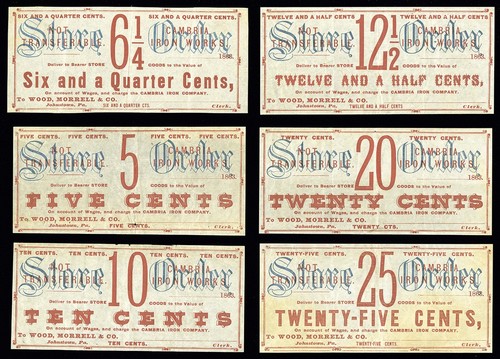 SIX AND A QUARTER CENTS. 6 1/4 SIX AND A QUARTER CENTS.
Store Order
NOT TRANSFERABLE. CAMBRIA IRON WORKS,
186
Deliver to Bearer STORE GOODS to the Value of
Six and a Quarter Cents,
On account of Wages, and charge the CAMBRIA IRON COMPANY.
To WOOD, MORRELL & CO.
Johnstown, Pa. SIX AND A QUARTER CTS. Clerk.
TWELVE AND A HALF CENTS. 12 1/2 TWELVE AND A HALF CENTS
Store Order
NOT TRANSFERABLE. CAMBRIA IRON WORKS,
186
Deliver to Bearer STORE GOODS to the Value of
TWELVE AND A HALF CENTS,
On account of Wages, and charge the CAMBRIA IRON COMPANY.
To WOOD, MORRELL & CO.
Johnstown, Pa. TWELVE AND A HALF CENTS Clerk.
FIVE CENTS. FIVE CENTS. 5 FIVE CENTS. FIVE CENTS.
Store Order
NOT TRANSFERABLE. CAMBRIA IRON WORKS,
186
Deliver to Bearer STORE GOODS to the Value of
FIVE CENTS
On account of Wages, and charge the CAMBRIA IRON COMPANY.
To WOOD, MORRELL & CO.
Johnstown, Pa. FIVE CENTS. Clerk.
TWENTY CENTS. 20 TWENTY CENTS.
Store Order
NOT TRANSFERABLE. CAMBRIA IRON WORKS,
186
Deliver to Bearer STORE GOODS to the Value of
TWENTY CENTS
On account of Wages, and charge the CAMBRIA IRON COMPANY.
To WOOD, MORRELL & CO.
Johnstown, Pa. TWENTY CTS. Clerk.
TEN CENTS. TEN CENTS. 10 TEN CENTS. TEN CENTS.
Store Order
NOT TRANSFERABLE. CAMBRIA IRON WORKS,
186
Deliver to Bearer STORE GOODS to the Value of
TEN CENTS
On account of Wages, and charge the CAMBRIA IRON COMPANY.
To WOOD, MORRELL & CO.
Johnstown, Pa. TEN CENTS. Clerk.
TWENTY-FIVE CENTS. 25 TWENTY-FIVE CENTS.
Store Order
NOT TRANSFERABLE. CAMBRIA IRON WORKS,
186
Deliver to Bearer STORE GOODS to the Value of
TWENTY-FIVE CENTS,
On account of Wages, and charge the CAMBRIA IRON COMPANY.
To WOOD, MORRELL & CO.
Johnstown, Pa. TWENTY-FIVE CENTS. Clerk.